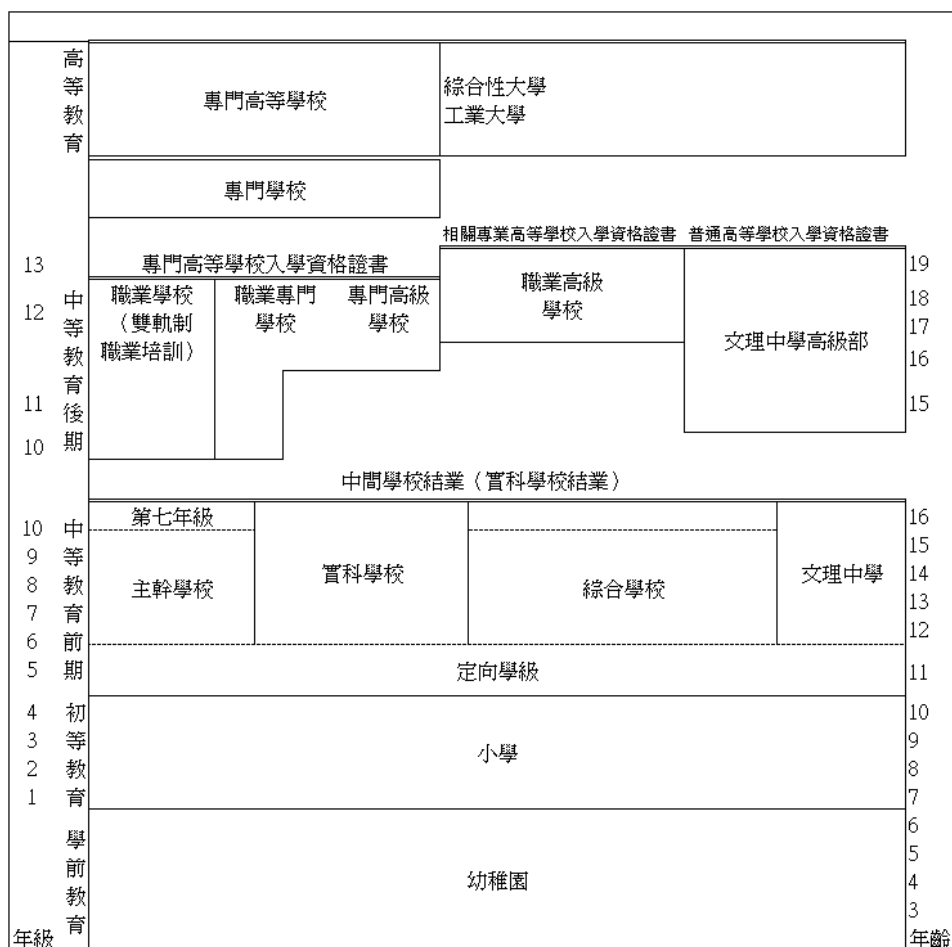 高等教育
專門高等學校
綜合性大學
工業大學
專門學校
相關專業高等學校入學資格證書 普通高等學校入學資格證書
專門高等學校入學資格證書
13
12
11
10
中等教育後期
職業學校
（雙軌制
職業培訓）
職業專門
學校
專門高級
學校
職業高級
學校
文理中學高級部
19
18
17
16
15
中間學校結業（實科學校結業）
10
9
8
7
6
5
中等教育前期
第七年級
主幹學校
實科學校
綜合學校
文理中學
16
15
14
13
12
定向學級
11
4
3
2
1
初等教育
小學
10
9
8
7
學前教育
幼稚園
6
5
4
3
年級
年齡